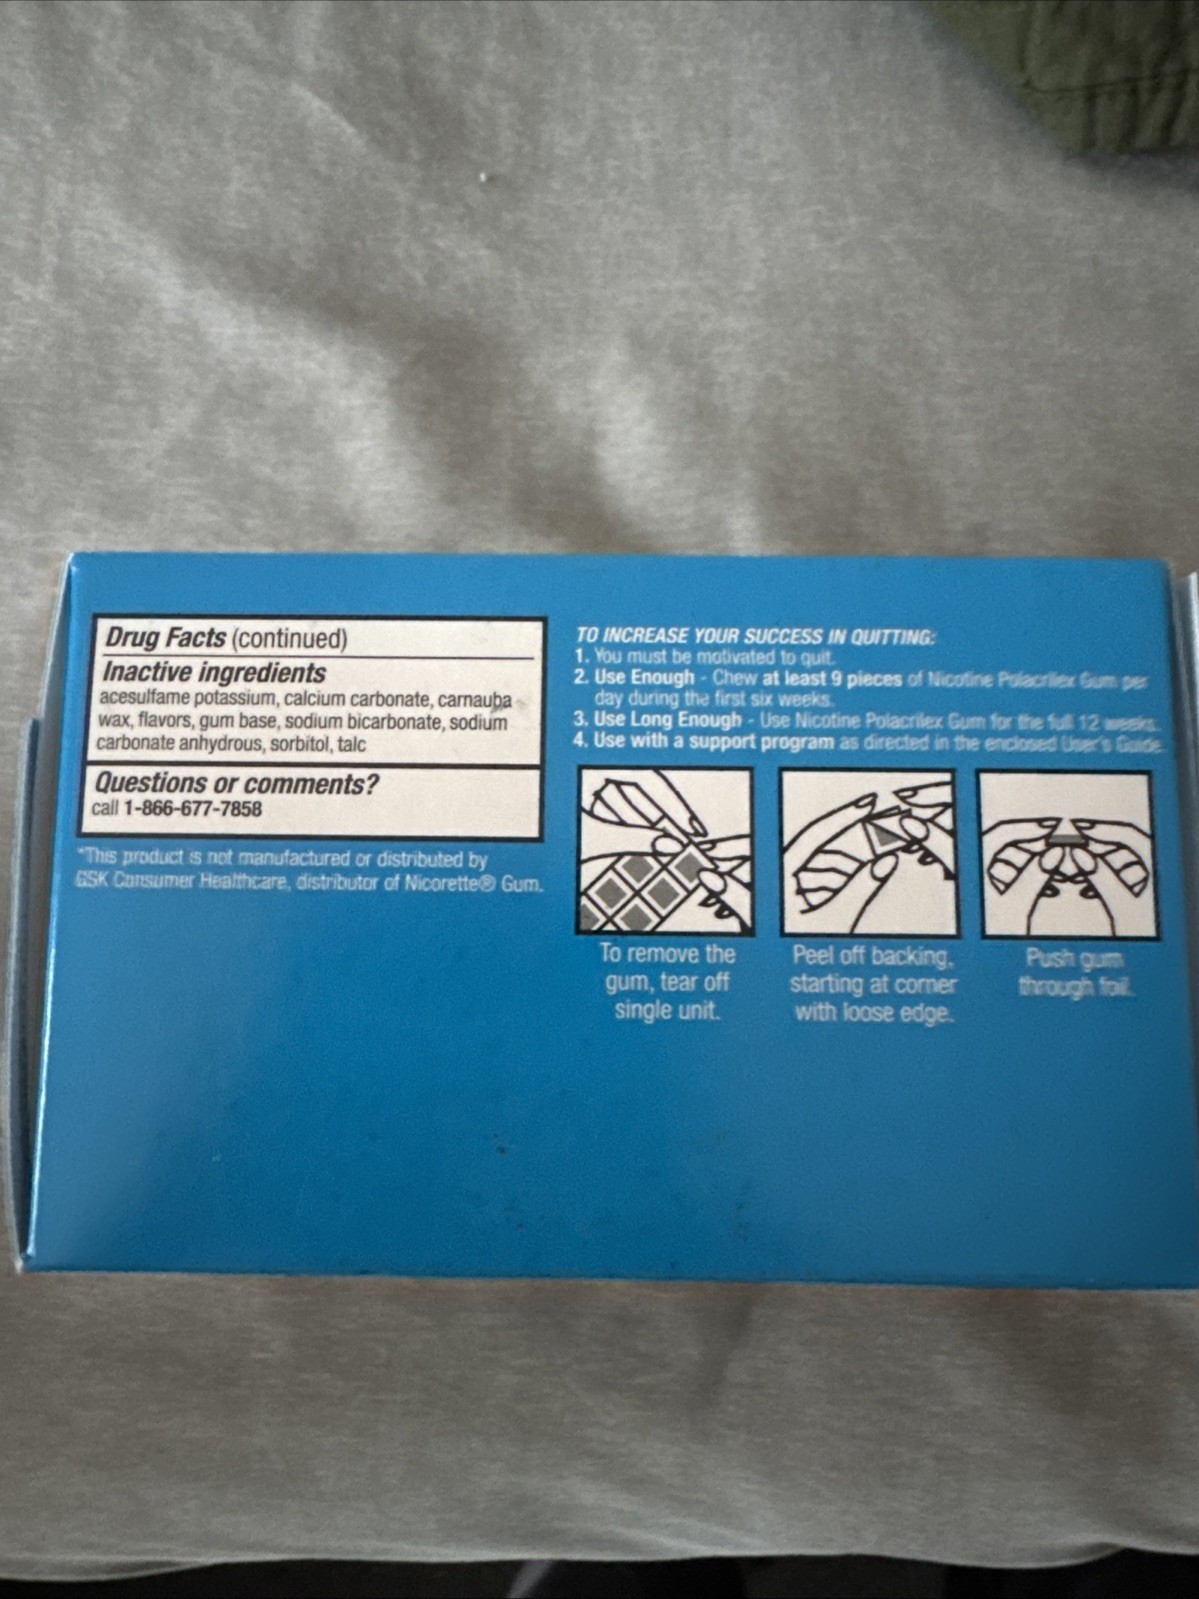 Drug Facts (continued)
Inactive ingredients
acesulfame potassium, calcium carbonate, carnauba
wax, flavors, gum base, sodium bicarbonate, sodium
carbonate anhydrous, sorbitol, talc
Questions or comments?
call 1-866-677-7858
*This product is not manufactured or distributed by
GSK Consumer Healthcare, distributor of Nicorette® Gum.
TO INCREASE YOUR SUCCESS IN QUITTING:
1. You must be motivated to quit.
2. Use Enough - Chew at least 9 pieces of Nicotine Polacrilex Gum per
day during the first six weeks.
3. Use Long Enough - Use Nicotine Polacrilex Gum for the full 12 weeks.
4. Use with a support program as directed in the enclosed User's Guide.
To remove the
gum, tear off
single unit.
Peel off backing,
starting at corner
with loose edge.
Push gum
through foil.